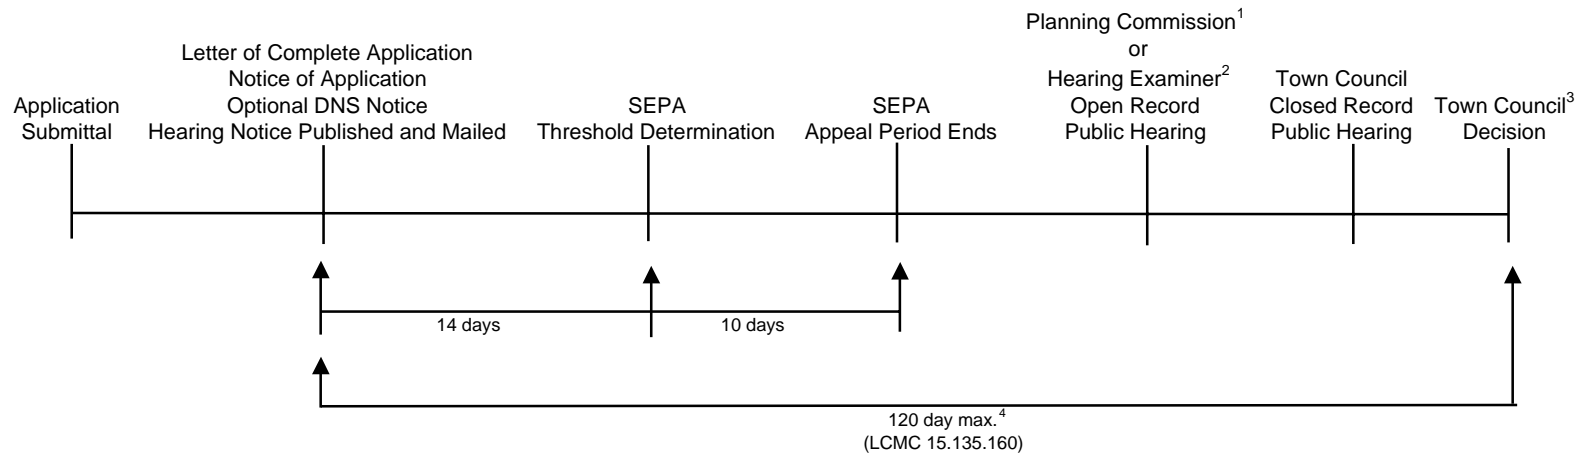 Application
Submittal
Letter of Complete Application
Notice of Application
Optional DNS Notice
Hearing Notice Published and Mailed
SEPA
Threshold Determination
SEPA
Appeal Period Ends
Planning Commission1
or
Hearing Examiner2
Open Record
Public Hearing
Town Council
Closed Record
Public Hearing
Town Council3
Decision
14 days
10 days
120 day max.4
(LCMC 15.135.160)